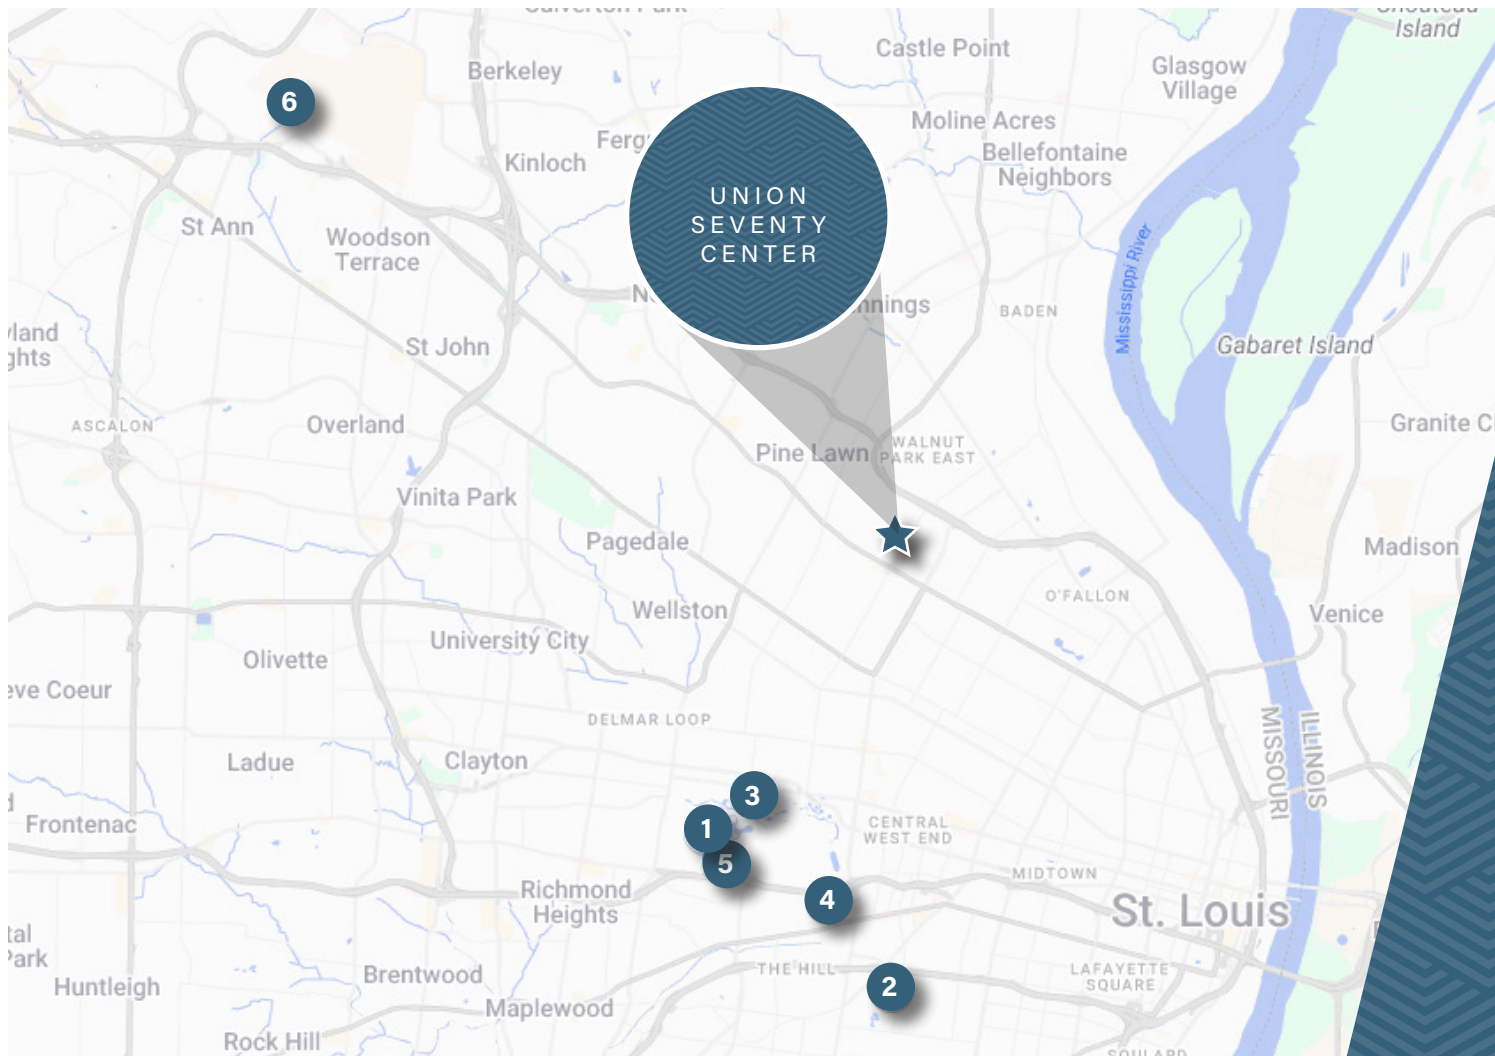 Castle Point
Island
Glasgow
Village
Berkeley
6
Moline Acres
Kinloch
Bellefontaine
Neighbors
UNION
SEVENTY
CENTER
St Ann
Woodson
Terrace
Mississippi River
BADEN
St John
Gabaret Island
ASCALON
Overland
Granite C
WALNUT
PARK EAST
Pine Lawn
Vinita Park
Pagedale
Madison
O'FALLON
Wellston
Venice
University City
Olivette
eve Coeur
DELMAR LOOP
MISSOURI
ILLINOIS
Ladue
Clayton
3
1
5
Frontenac
CENTRAL
WEST END
MIDTOWN
Richmond
Heights
4
St. Louis
tal
Park
Huntleigh
Brentwood
THE HILL
2
LAFAYETTE
SQUARE
Maplewood
Rock Hill